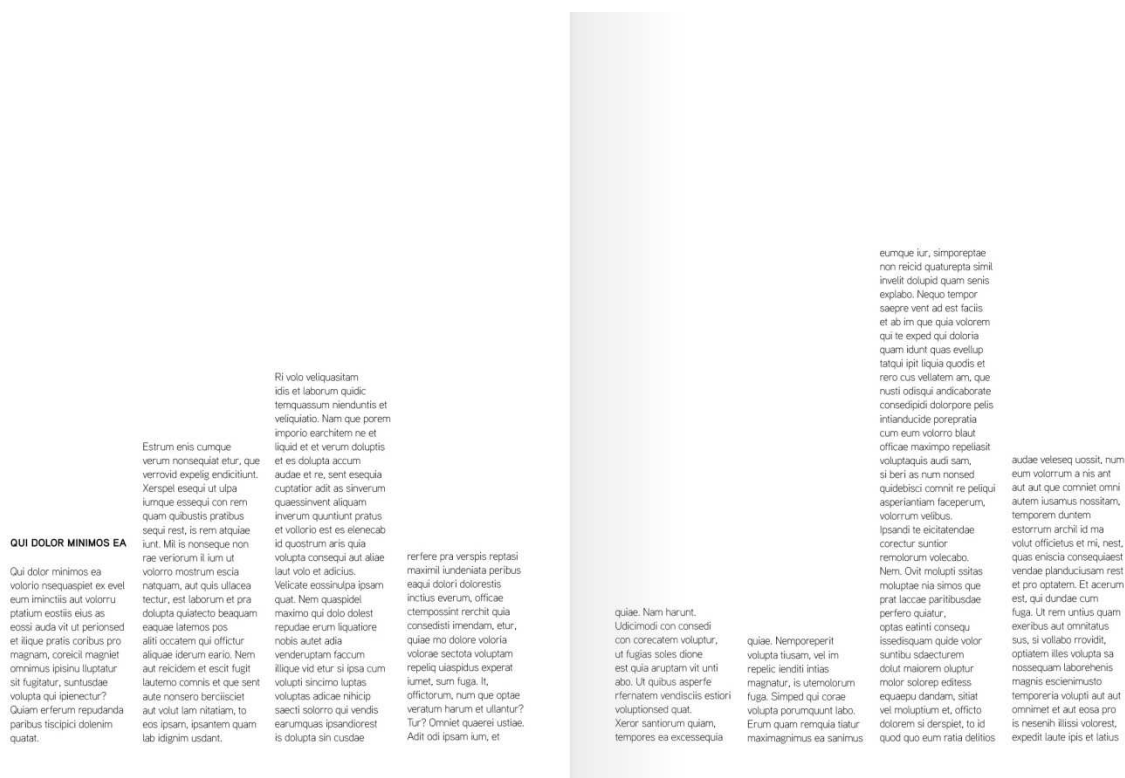 QUI DOLOR MINIMOS EA
Qui dolor minimos ea
volorio nsequaspiet ex evel
eum iminctiis aut volorru
ptatium eostiis eius as
eossi auda vit ut perionsed
et ilique pratis coribus pro
magnam, coreicil magniet
omnimus ipisinu lluptatur
sit fugitatur, suntusdae
volupta qui ipienectur?
Quiam erferum repudanda
paribus tiscipici dolenim
quatat.
Estrum enis cumque
verum nonsequiat etur, que
verrovid expelig endicitiunt.
Xerspel esequi ut ulpa
iumque essequi con rem
quam quibustis pratibus
sequi rest, is rem atquiae
iunt. Mil is nonseque non
rae veriorum il ium ut
volorro mostrum escia
natquam, aut quis ullacea
tectur, est laborum et pra
dolupta quiatecto beaquam
eaquae latemos pos
aliti occatem qui offictur
aliquae iderum eario. Nem
aut reicidem et escit fugit
lautemo comnis et que sent
aute nonsero berciisciet
aut volut lam nitatiam, to
eos ipsam, ipsantem quam
lab idignim usdant.
Ri volo veliquasitam
idis et laborum quidic
temquassum nienduntis et
veliquiatio. Nam que porem
imporio earchitem ne et
liquid et et verum doluptis
et es dolupta accum
audae et re, sent esequia
cuptatior adit as sinverum
quaessinvent aliquam
inverum quuntiunt pratus
et vollorio est es elenecab
id quostrum aris quia
volupta consequi aut aliae
laut volo et adicius.
Velicate eossinulpa ipsam
quat. Nem quaspidel
maximo qui dolo dolest
repudae erum liquatiore
nobis autet adia
venderuptam faccum
illique vid etur si ipsa cum
volupti sincimo luptas
voluptas adicae nihicip
saecti solorro qui vendis
earumquas ipsandiorest
is dolupta sin cusdae
rerfere pra verspis reptasi
maximil iundeniata peribus
eaqui dolori dolorestis
inctius everum, officae
ctempossint rerchit quia
consedisti imendam, etur,
quiae mo dolore voloria
volorae sectota voluptam
repeliq uiaspidus experat
iumet, sum fuga. It,
offictorum, num que optae
veratum harum et ullantur?
Tur? Omniet quaerei ustiae.
Adit odi ipsam ium, et
quiae. Nam harunt.
Udicimodi con consedi
con corecatem voluptur,
ut fugias soles dione
est quia aruptam vit unti
abo. Ut quibus asperfe
rfernatem vendisciis estiori
voluptionsed quat.
Xeror santiorum quiam,
tempores ea excessequia
quiae. Nemporeperit
volupta tiusam, vel im
repelic ienditi intias
magnatur, is utemolorum
fuga. Simped qui corae
volupta porumquunt labo.
Erum quam remquia tiatur
maximagnimus ea sanimus
eumque iur, simporeptae
non reicid quaturepta simil
invelit dolupid quam senis
explabo. Nequo tempor
saepre vent ad est faciis
et ab im que quia volorem
qui te exped qui doloria
quam idunt quas evellup
tatqui ipit liquia quodis et
rero cus vellatem am, que
nusti odisqui andicaborate
consedipidi dolorpore pelis
intianducide porepratia
cum eum volorro blaut
officae maximpo repeliasit
voluptaquis audi sam,
si beri as num nonsed
quidebisci comnit re peliqui
asperiantiam faceperum,
volorrum velibus.
Ipsandi te eicitatendae
corectur suntior
remolorum volecabo.
Nem. Ovit molupti ssitas
moluptae nia simos que
prat laccae paritibusdae
perfero quiatur,
optas eatinti consequ
issedisquam quide volor
suntibu sdaecturem
dolut maiorem oluptur
molor solorep editess
equaepu dandam, sitiat
vel moluptium et, officto
dolorem si derspiet, to id
quod quo eum ratia delitios
audae veleseq uossit, num
eum volorrum a nis ant
aut aut que comniet omni
autem iusamus nossitam,
temporem duntem
estorrum archil id ma
volut officietus et mi, nest,
quas eniscia consequiaest
vendae planduciusam rest
et pro optatem. Et acerum
est, qui dundae cum
fuga. Ut rem untius quam
exeribus aut omnitatus
sus, si vollabo rrovidit,
optiatem illes volupta sa
nossequam laborehenis
magnis escienimusto
temporeria volupti aut aut
omnimet et aut eosa pro
is nesenih illissi volorest,
expedit laute ipis et latius